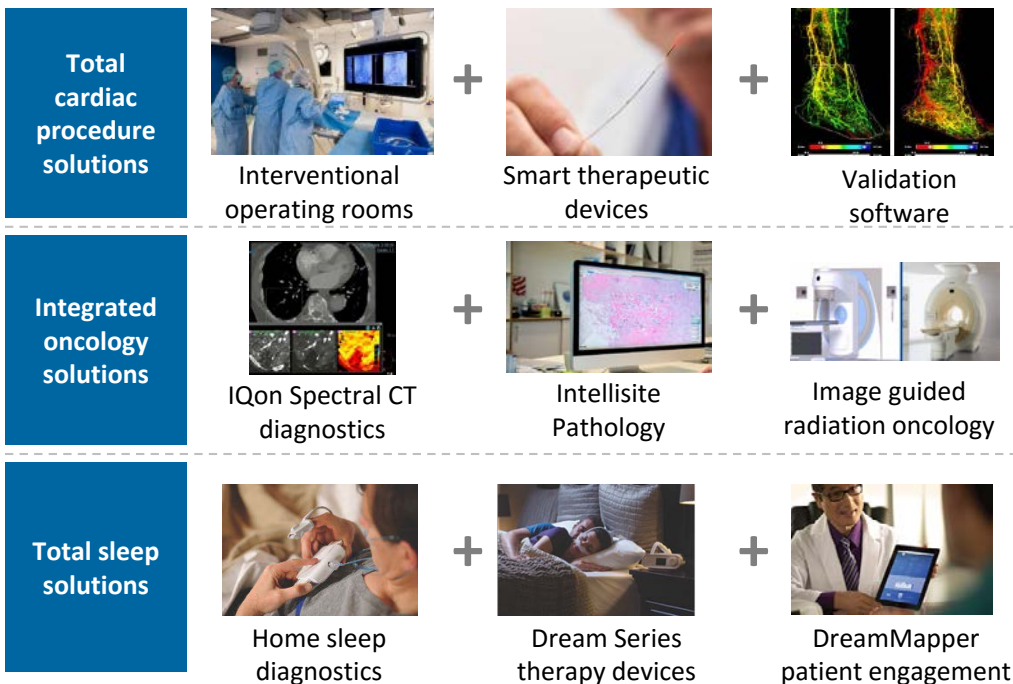 Total
cardiac
procedure
solutions
+
+
Interventional
operating rooms
Smart therapeutic
devices
Validation
software
Integrated
oncology
solutions
+
+
IQon Spectral CT
diagnostics
Intellisite
Pathology
Image guided
radiation oncology
Total sleep
solutions
+
+
Home sleep
diagnostics
Dream Series
therapy devices
DreamMapper
patient engagement